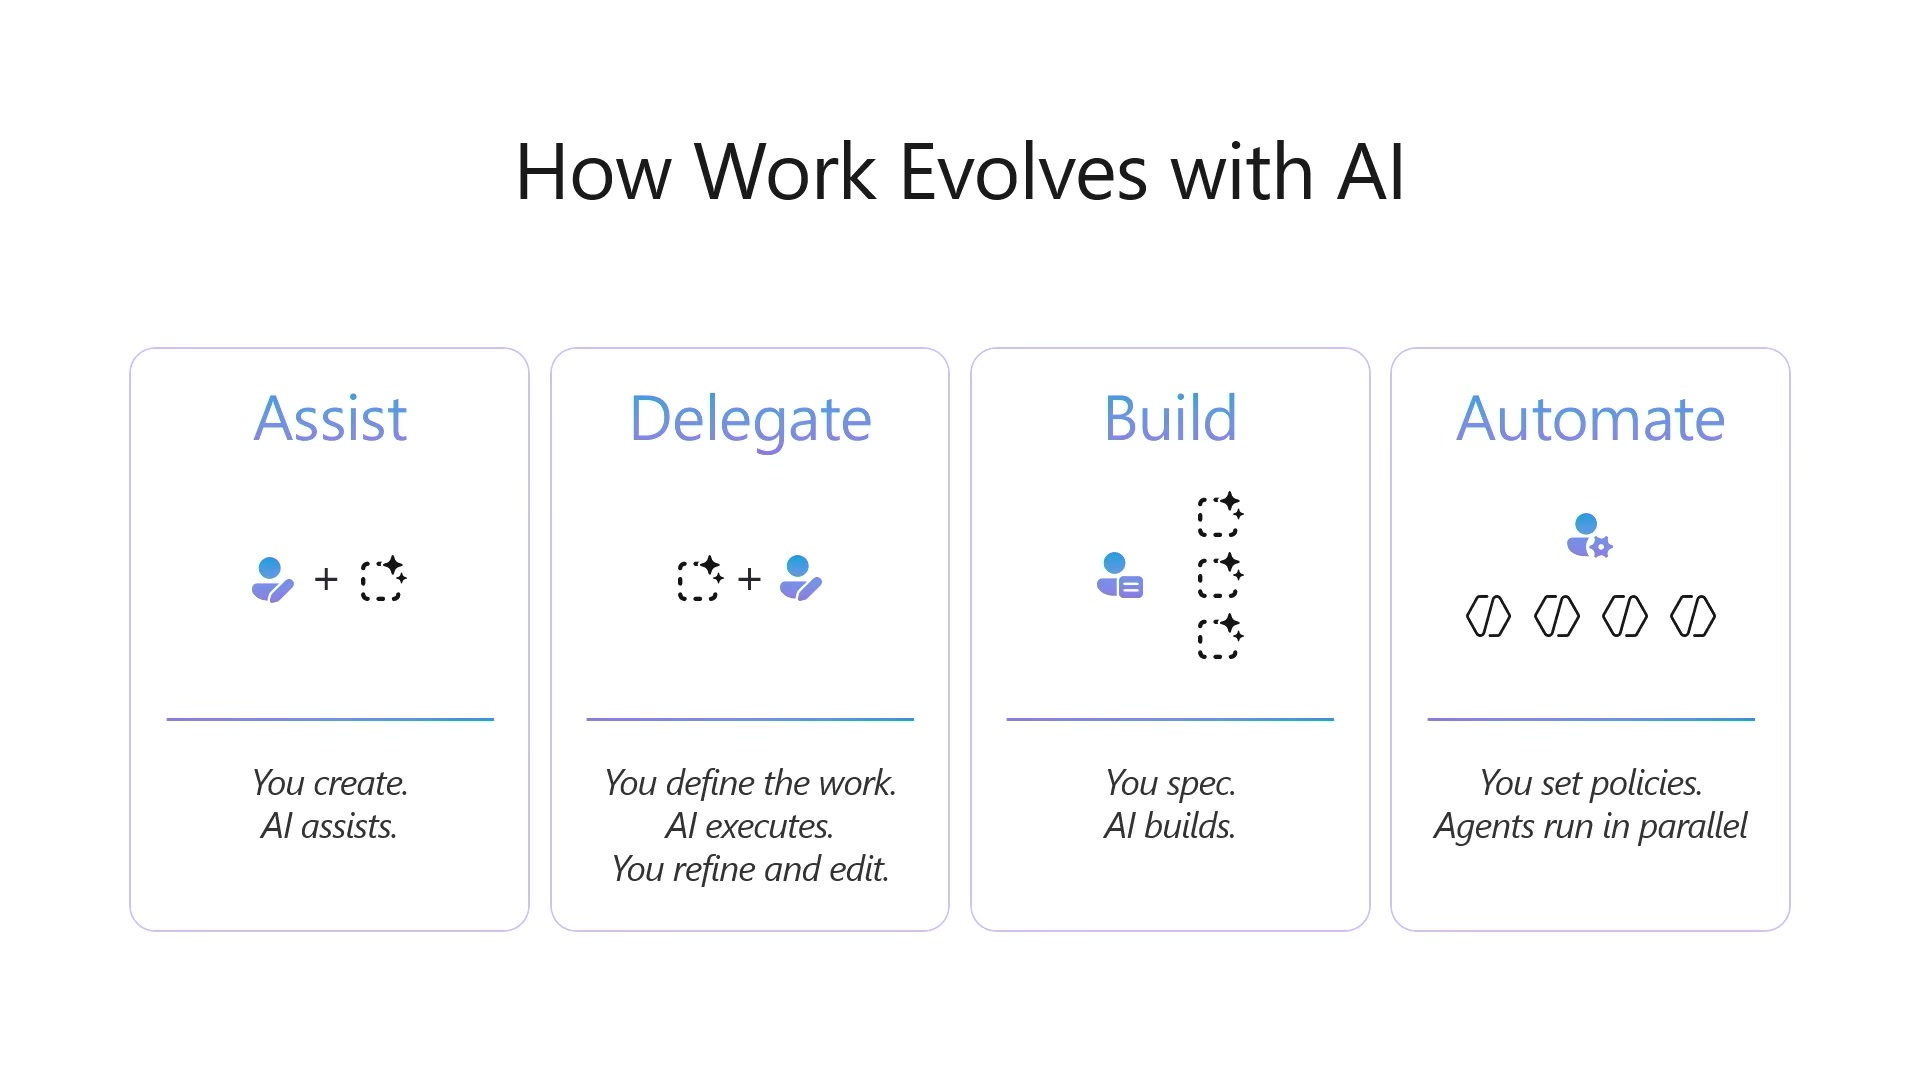 How Work Evolves with AI
Assist
+
You create.
AI assists.
Delegate
+
You define the work.
AI executes.
You refine and edit.
Build
You spec.
AI builds.
Automate
You set policies.
Agents run in parallel